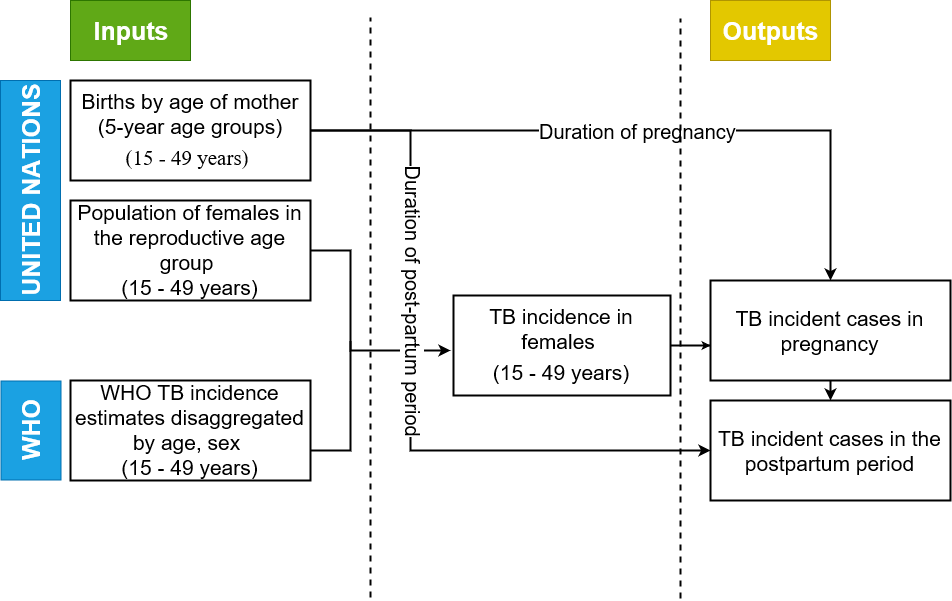 Inputs
Outputs
UNITED NATIONS
Births by age of mother
(5-year age groups)
(15 - 49 years)
Duration of pregnancy
Duration of post-partum period
Population of females in
the reproductive age
group
(15 - 49 years)
TB incidence in
females
(15 - 49 years)
TB incident cases in
pregnancy
WHO
WHO TB incidence
estimates disaggregated
by age, sex
(15 - 49 years)
TB incident cases in the
postpartum period